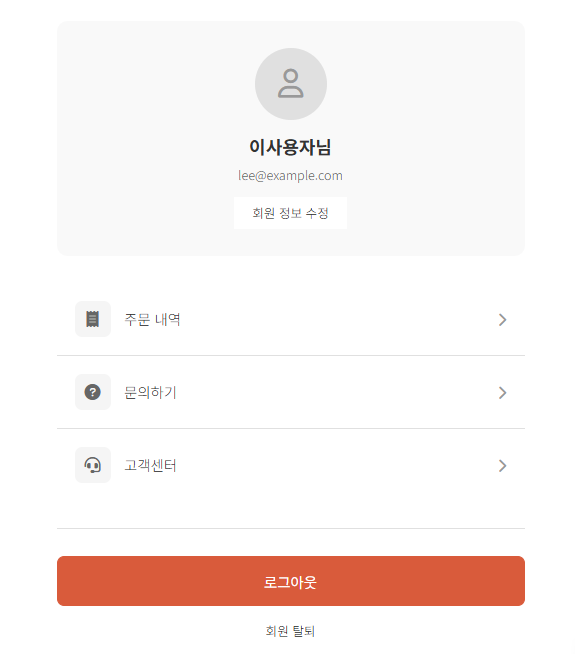 이사용자님
lee@example.com
회원 정보 수정
주문 내역
문의하기
고객센터
로그아웃
회원 탈퇴